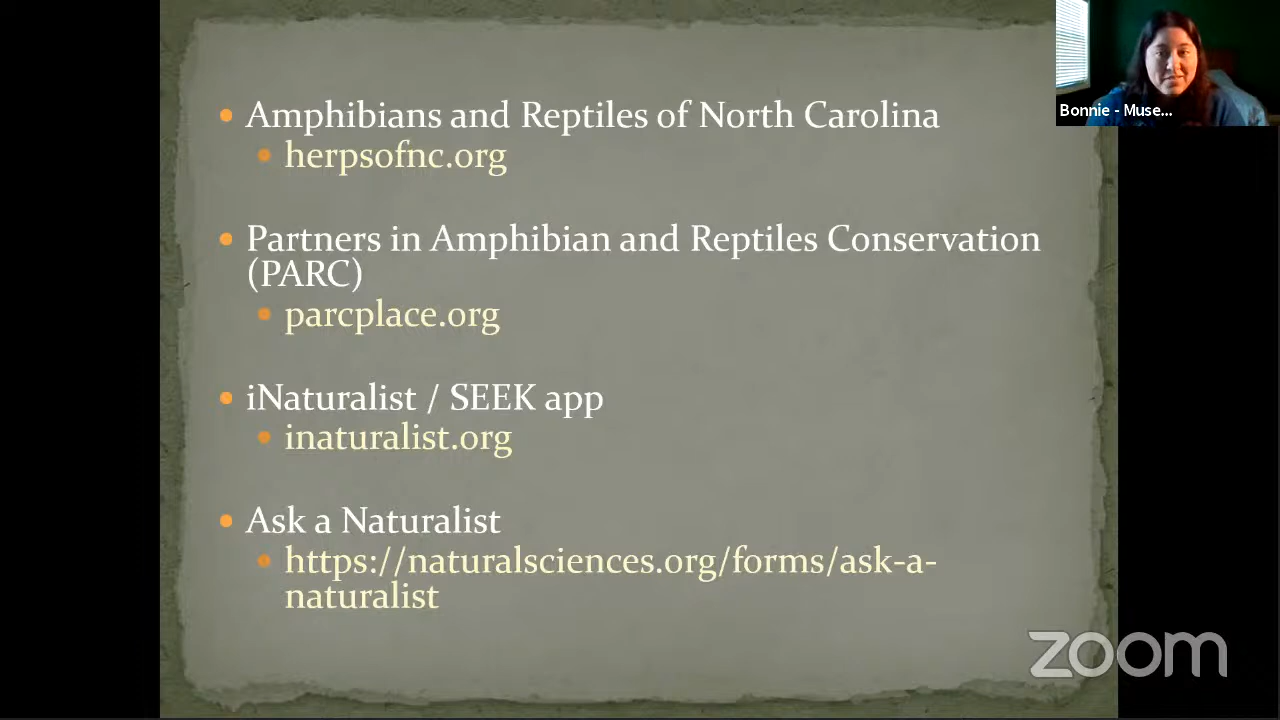 Amphibians and Reptiles of North Carolina
herpsofnc.org
Partners in Amphibian and Reptiles Conservation
(PARC)
parcplace.org
iNaturalist / SEEK app
inaturalist.org
Ask a Naturalist
https://naturalsciences.org/forms/ask-a-
naturalist
Bonnie - Muse...
zoom